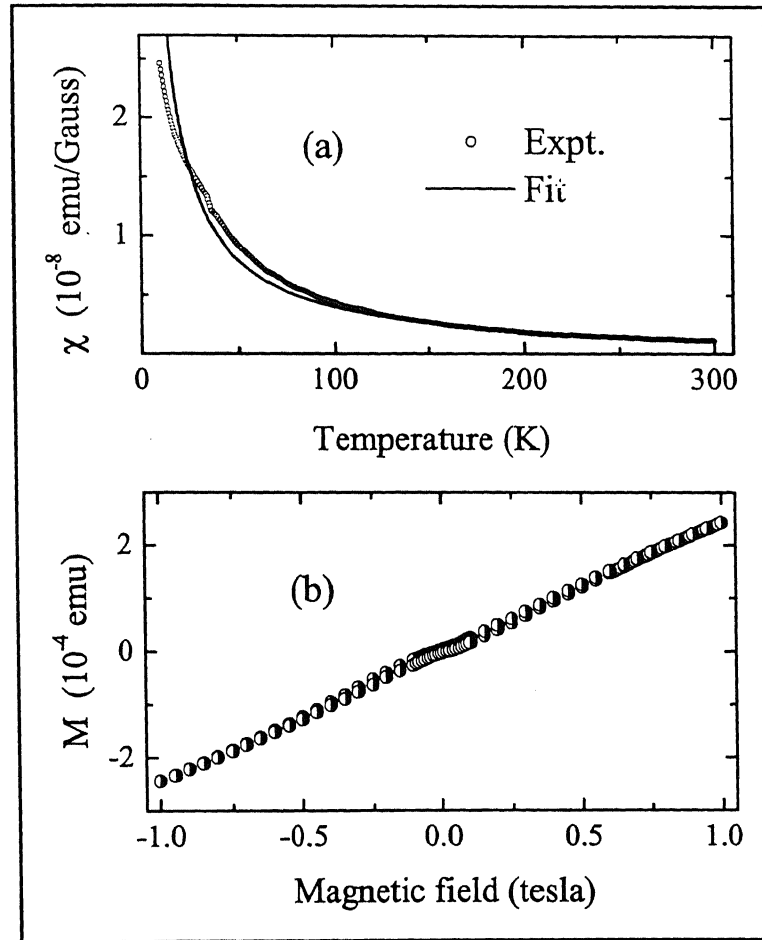 2
1
χ (10⁻⁸ emu/Gauss)
(a)
Expt.
Fit
0
100
200
300
Temperature (K)
2
0
-2
M (10⁻⁴ emu)
(b)
-1.0
-0.5
0.0
0.5
1.0
Magnetic field (tesla)